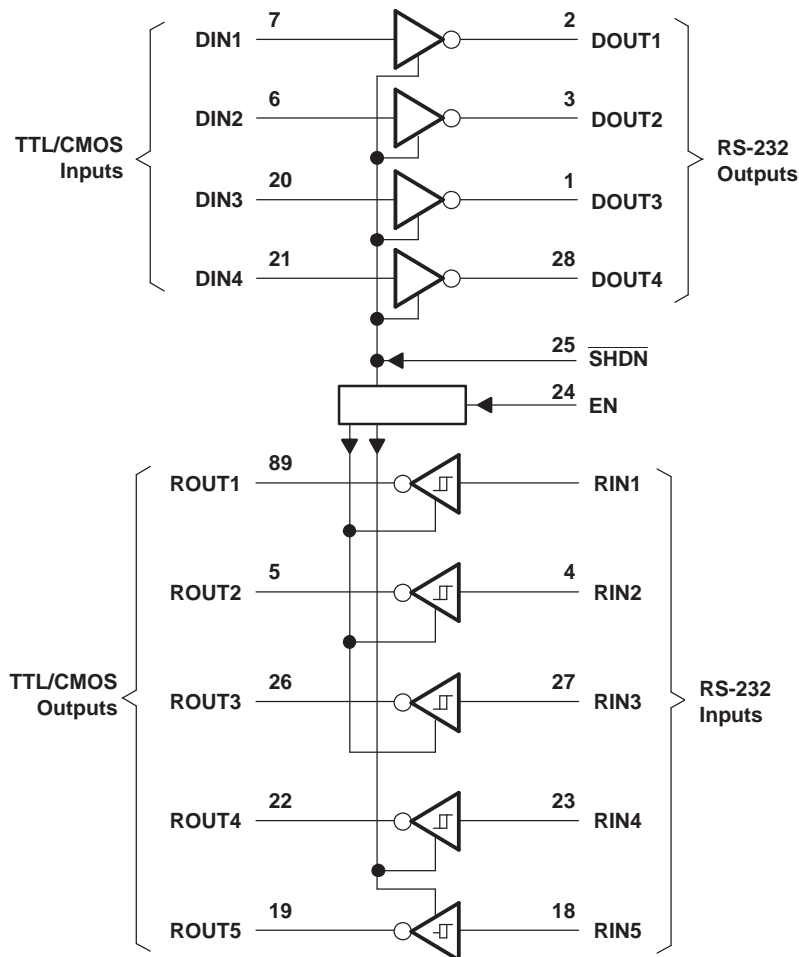 DIN1 7 2 DOUT1
DIN2 6 3 DOUT2
TTL/CMOS
Inputs
RS-232
Outputs
DIN3 20 1 DOUT3
DIN4 21 28 DOUT4
25 SHDN
24 EN
ROUT1 89 RIN1
ROUT2 5 4 RIN2
TTL/CMOS
Outputs
ROUT3 26 27 RIN3
RS-232
Inputs
ROUT4 22 23 RIN4
ROUT5 19 18 RIN5